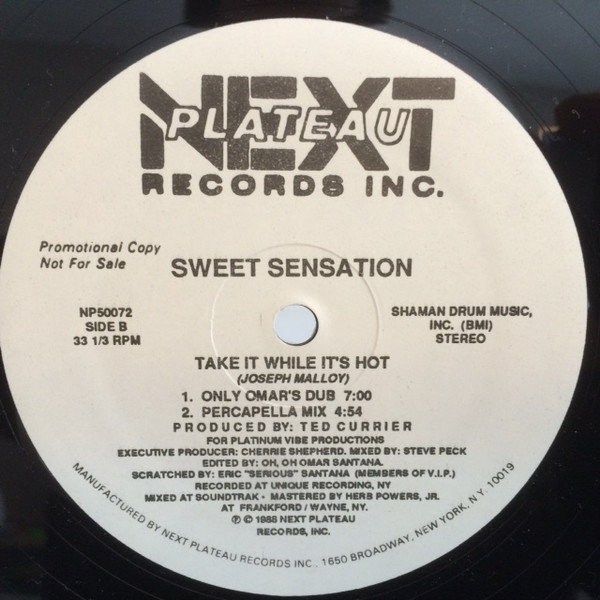 NEXT
PLATEAU
RECORDS INC.
Promotional Copy
Not For Sale
SWEET SENSATION
NP50072
SIDE B
33 1/3 RPM
SHAMAN DRUM MUSIC,
INC. (BMI)
STEREO
TAKE IT WHILE IT'S HOT
(JOSEPH MALLOY)
1. ONLY OMAR'S DUB 7:00
2. PERCAPELLA MIX 4:54
PRODUCED BY: TED CURRIER
FOR PLATINUM VIBE PRODUCTIONS
EXECUTIVE PRODUCER: CHERRIE SHEPHERD. MIXED BY: STEVE PECK
EDITED BY: OH, OH OMAR SANTANA.
SCRATCHED BY: ERIC "SERIOUS" SANTANA (MEMBERS OF V.I.P.)
RECORDED AT UNIQUE RECORDING, NY
MIXED AT SOUNDTRAK • MASTERED BY HERB POWERS, JR.
AT FRANKFORD / WAYNE, NY.
℗ © 1988 NEXT PLATEAU
RECORDS, INC.
MANUFACTURED BY NEXT PLATEAU RECORDS INC., 1650 BROADWAY, NEW YORK, N.Y. 10019